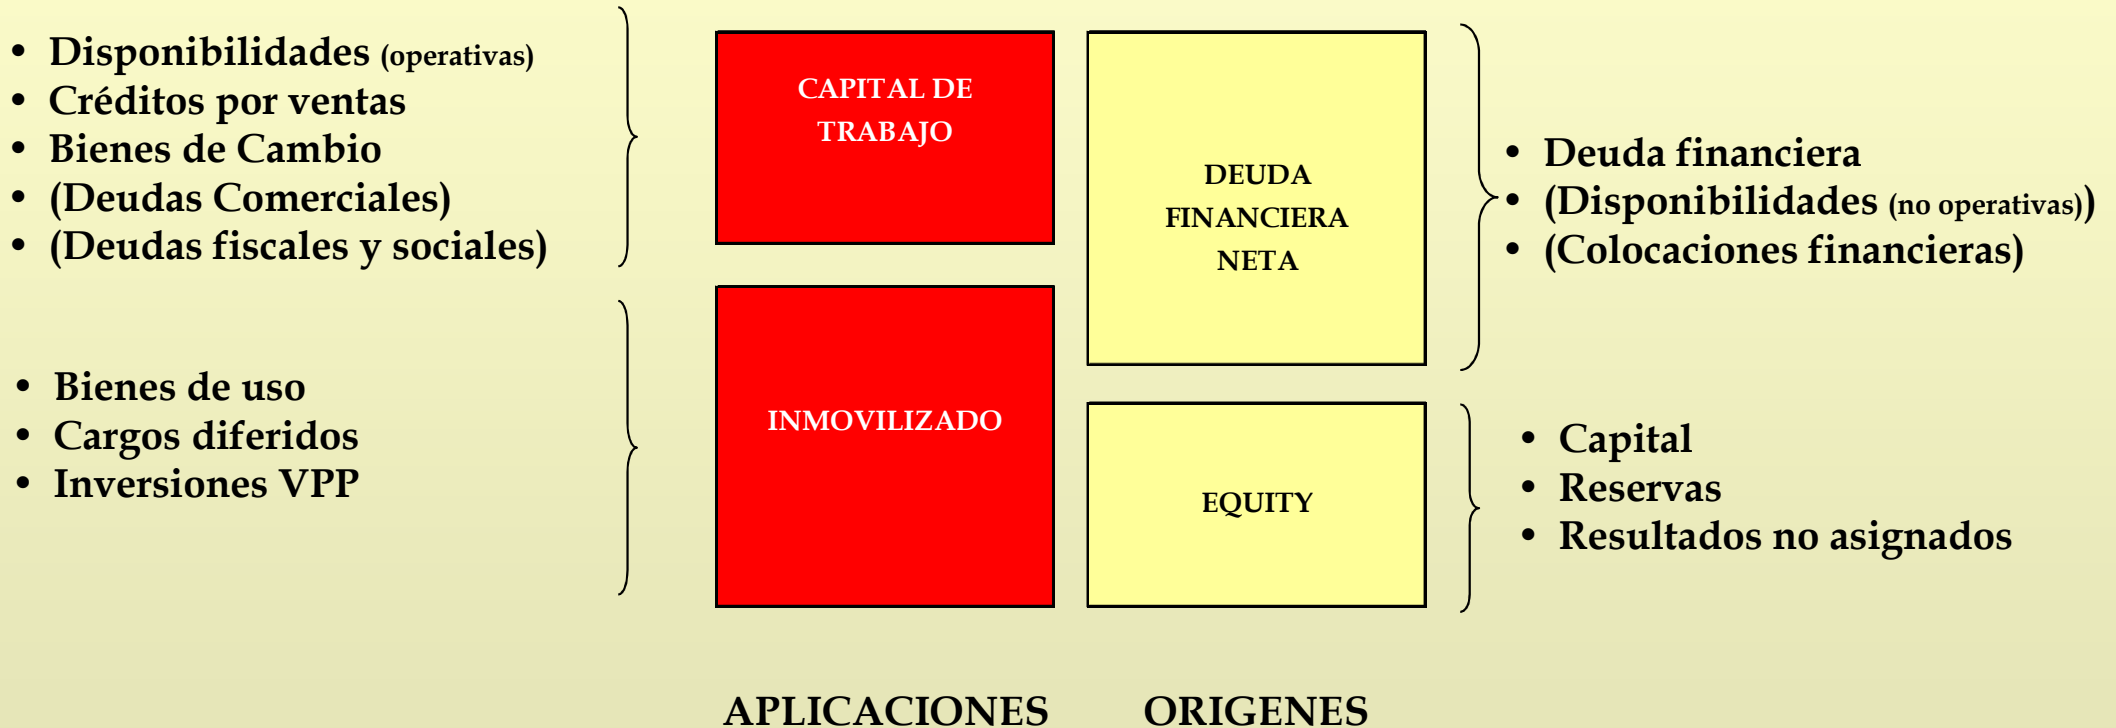 • Disponibilidades (operativas)
• Créditos por ventas
• Bienes de Cambio
• (Deudas Comerciales)
• (Deudas fiscales y sociales)
• Bienes de uso
• Cargos diferidos
• Inversiones VPP
CAPITAL DE
TRABAJO
INMOVILIZADO
DEUDA
FINANCIERA
NETA
EQUITY
• Deuda financiera
• (Disponibilidades (no operativas))
• (Colocaciones financieras)
• Capital
• Reservas
• Resultados no asignados
APLICACIONES
ORIGENES